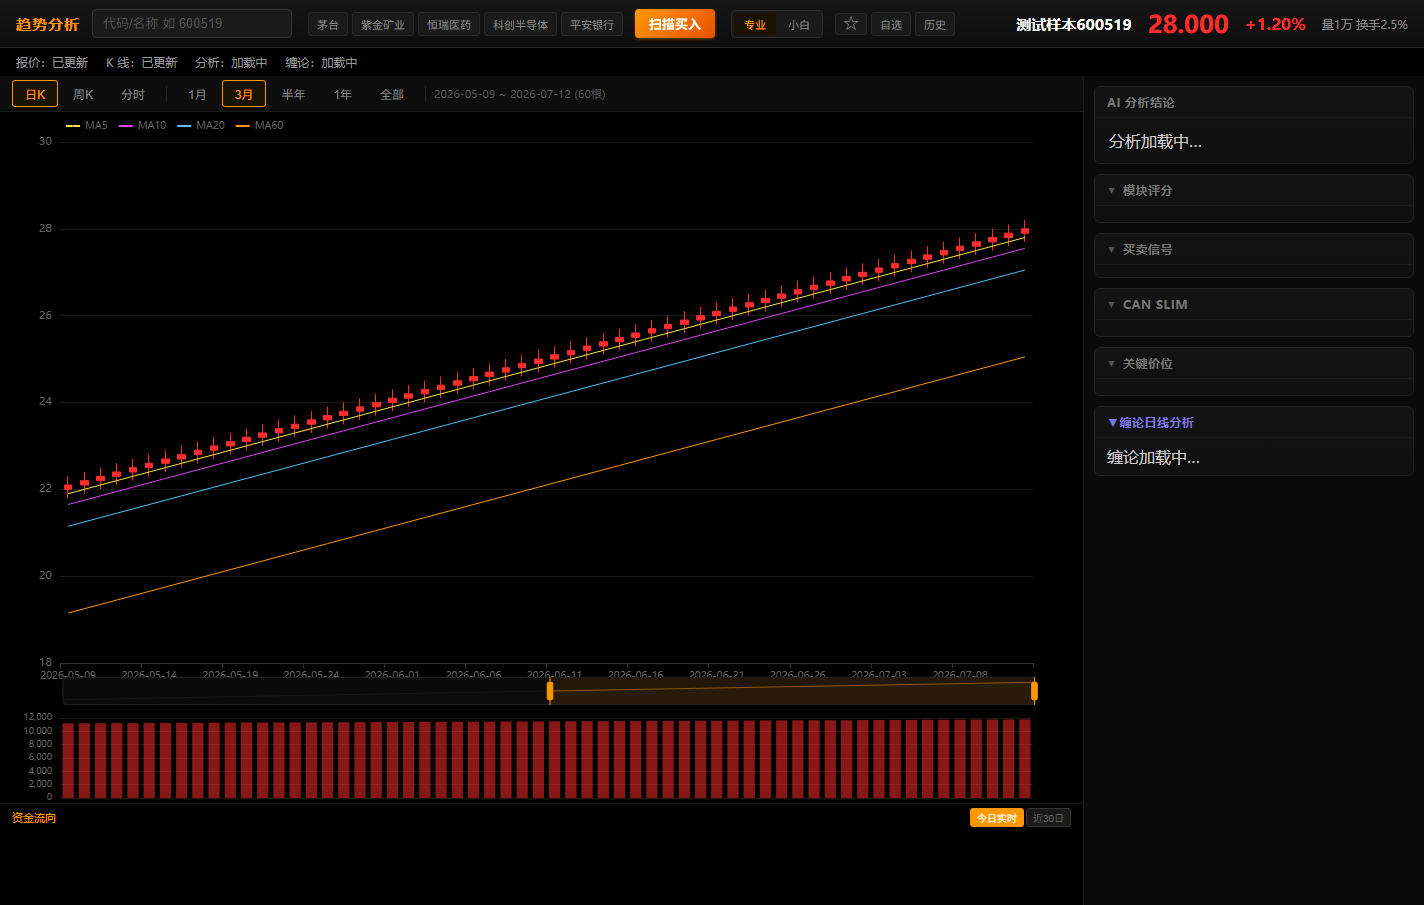 趋势分析 代码/名称 如 600519 茅台 紫金矿业 恒瑞医药 科创半导体 平安银行 扫描买入 专业 小白 ☆ 自选 历史 测试样本600519 28.000 +1.20% 量1万 换手2.5%
报价：已更新 K 线：已更新 分析：加载中 缠论：加载中
日K 周K 分时 1月 3月 半年 1年 全部 2026-05-09 ~ 2026-07-12 (60根)
MA5 MA10 MA20 MA60
30
28
26
24
22
20
18
2026-05-09 2026-05-14 2026-05-19 2026-05-24 2026-06-01 2026-06-06 2026-06-11 2026-06-16 2026-06-21 2026-06-26 2026-07-03 2026-07-08
12,000
10,000
8,000
6,000
4,000
2,000
0
资金流向 今日实时 近30日
AI 分析结论
分析加载中...
▼ 模块评分
▼ 买卖信号
▼ CAN SLIM
▼ 关键价位
▼缠论日线分析
缠论加载中...